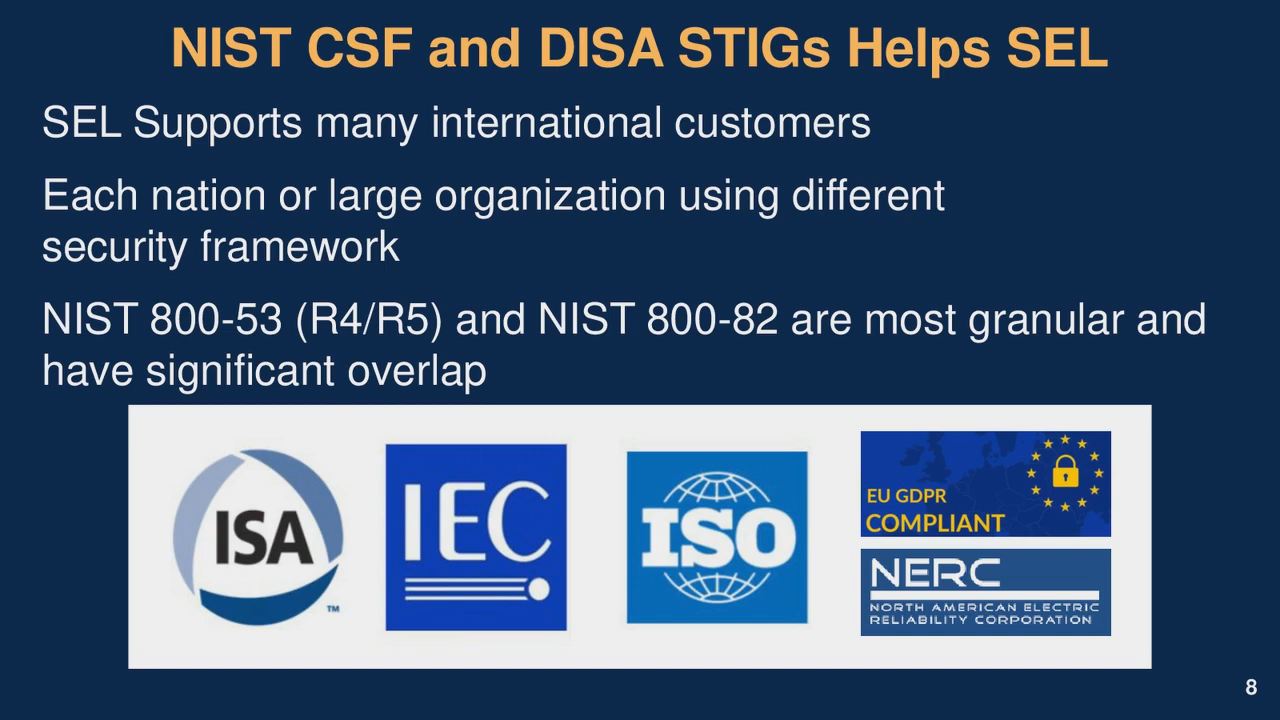 NIST CSF and DISA STIGs Helps SEL
SEL Supports many international customers
Each nation or large organization using different
security framework
NIST 800-53 (R4/R5) and NIST 800-82 are most granular and
have significant overlap
ISA
TM
IEC
ISO
EU GDPR
COMPLIANT
NERC
NORTH AMERICAN ELECTRIC
RELIABILITY CORPORATION
8